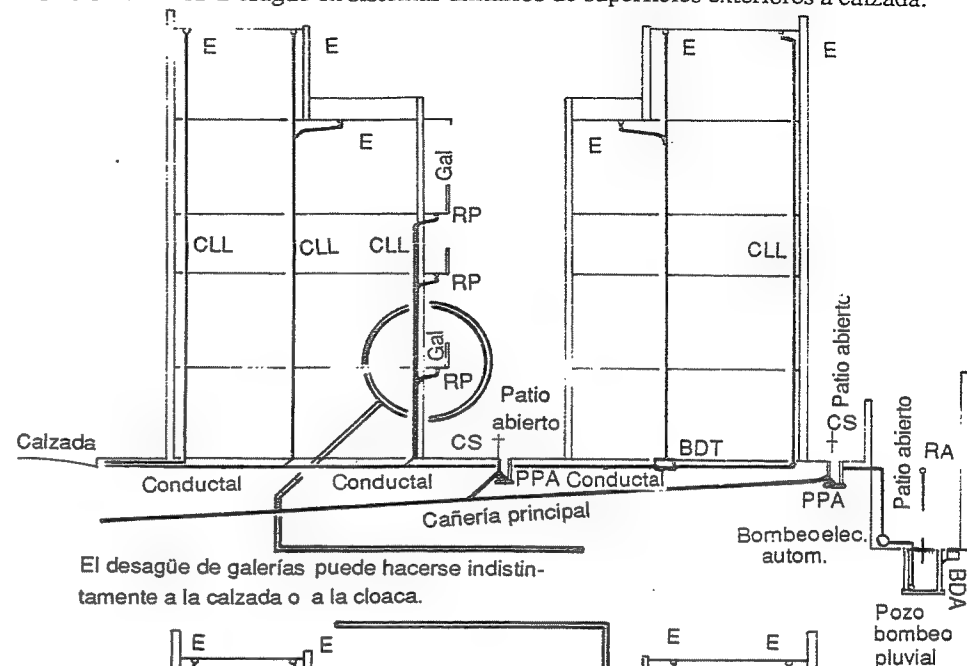 E
E
E
E
E
E
Gal
RP
CLL
CLL
CLL
CLL
RP
Gal
RP
Patio
abierto
CS
Patio abierto
CS
Patio abierto
RA
Calzada
BDT
Conductal
Conductal
PPA
Conductal
PPA
Cañería principal
Bombeo elec.
autom.
BDA
Pozo
bombeo
pluvial
El desagüe de galerías puede hacerse indistin-
tamente a la calzada o a la cloaca.
E
E
E
E